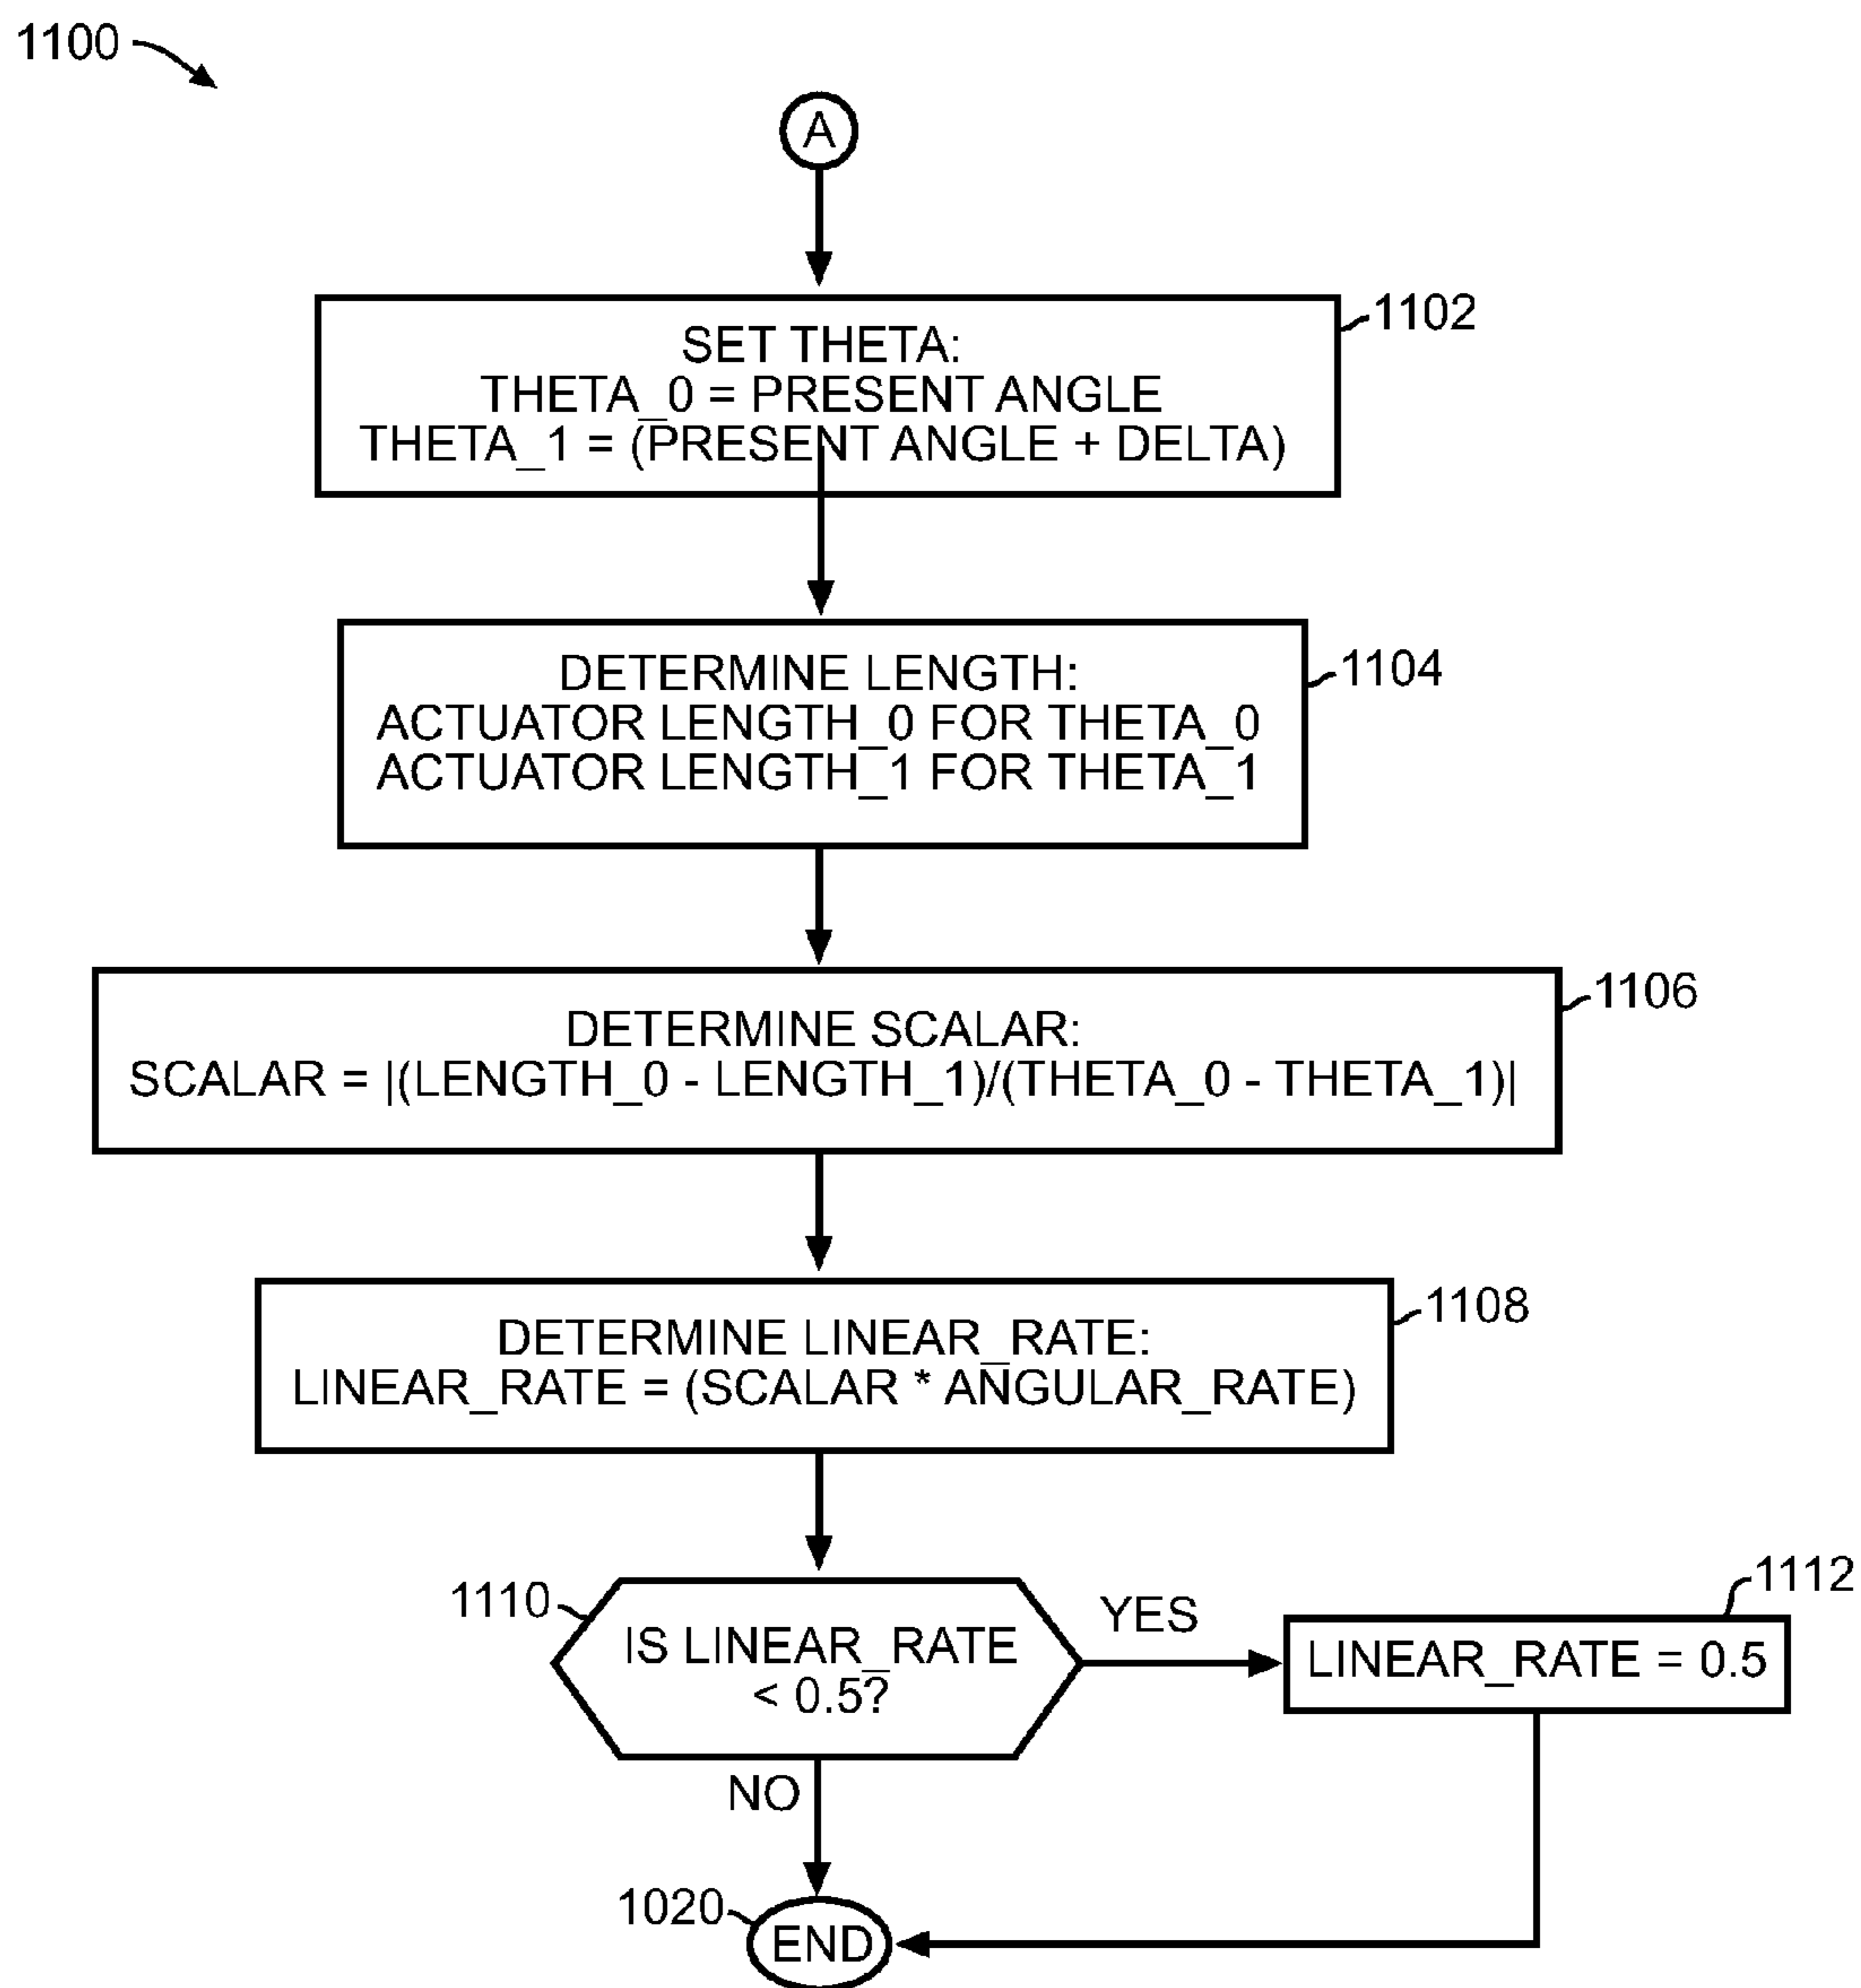 1100
A
SET THETA:
THETA_0 = PRESENT ANGLE
THETA_1 = (PRESENT ANGLE + DELTA)
1102
DETERMINE LENGTH:
ACTUATOR LENGTH_0 FOR THETA_0
ACTUATOR LENGTH_1 FOR THETA_1
1104
DETERMINE SCALAR:
SCALAR = |(LENGTH_0 - LENGTH_1)/(THETA_0 - THETA_1)|
1106
DETERMINE LINEAR_RATE:
LINEAR_RATE = (SCALAR * ANGULAR_RATE)
1108
1110
IS LINEAR_RATE
< 0.5?
YES
1112
LINEAR_RATE = 0.5
NO
1020
END